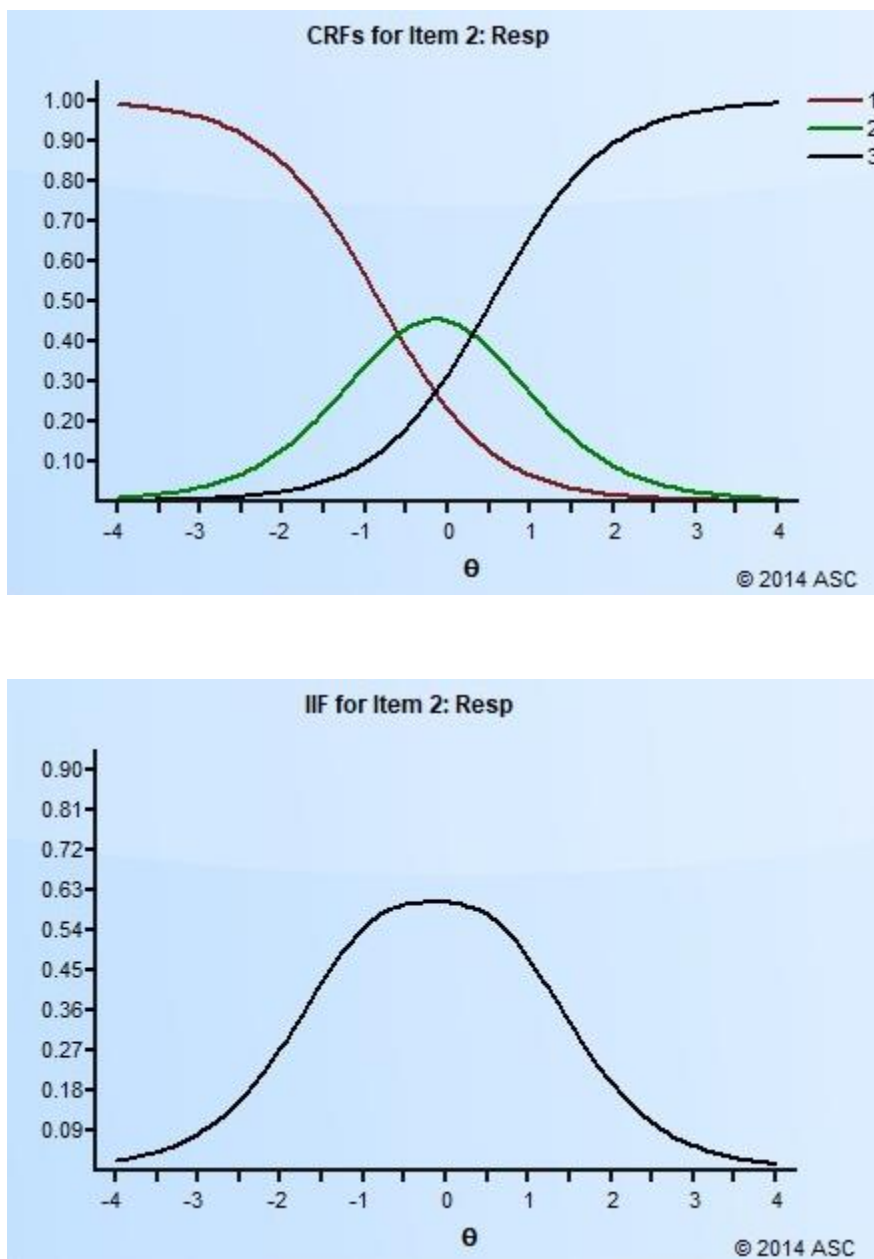 CRFs for Item 2: Resp
1.00
0.90
0.80
0.70
0.60
0.50
0.40
0.30
0.20
0.10
1
2
3
-4 -3 -2 -1 0 1 2 3 4
θ
© 2014 ASC
IIF for Item 2: Resp
0.90
0.81
0.72
0.63
0.54
0.45
0.36
0.27
0.18
0.09
-4 -3 -2 -1 0 1 2 3 4
θ
© 2014 ASC